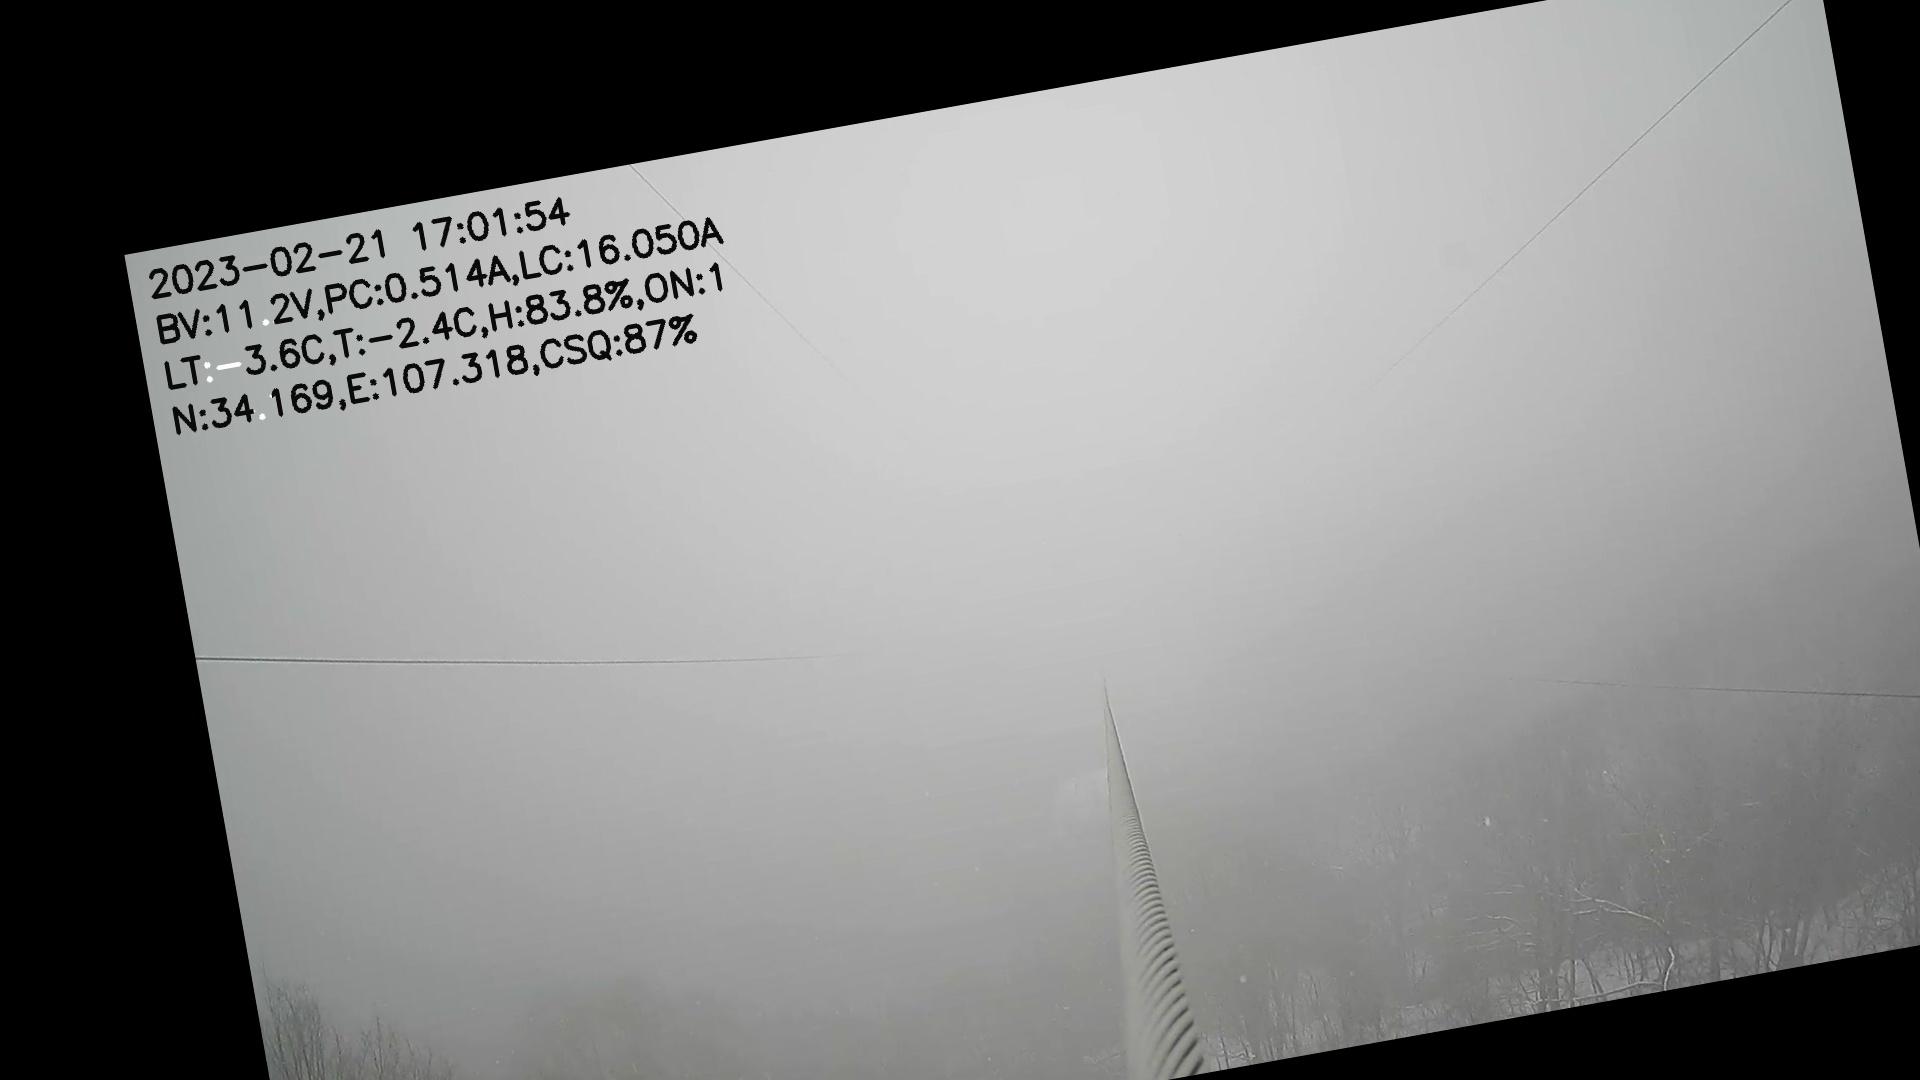 2023-02-21 17:01:54
BV:11.2V,PC:0.514A,LC:16.050A
LT:-3.6C,T:-2.4C,H:83.8%,ON:1
N:34.169,E:107.318,CSQ:87%